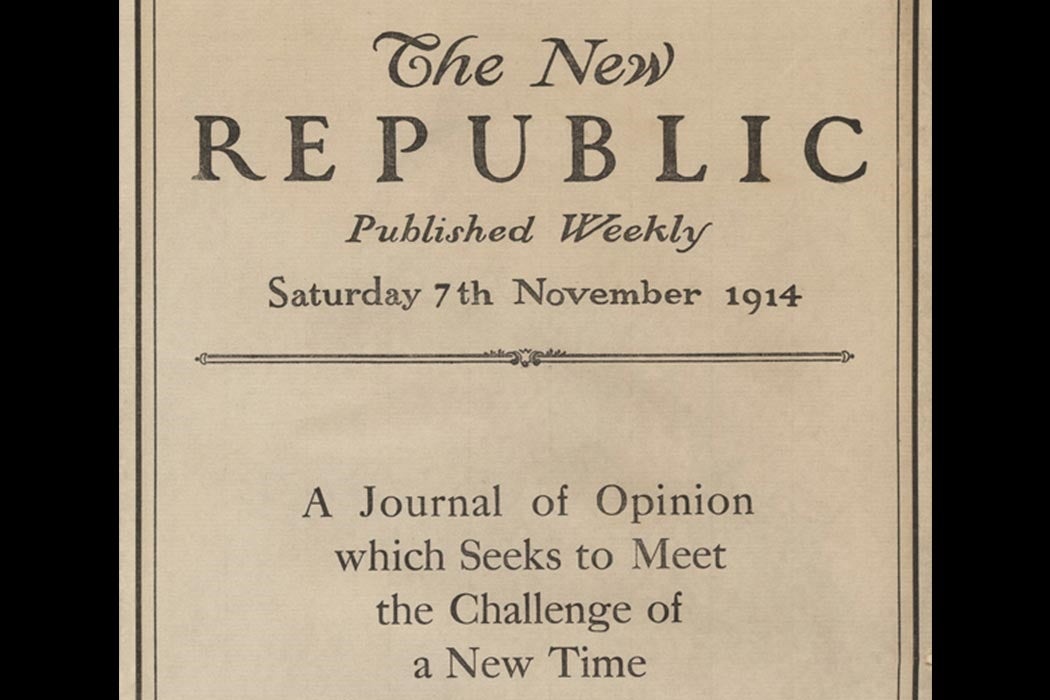 The New
REPUBLIC
Published Weekly
Saturday 7th November 1914
A Journal of Opinion
which Seeks to Meet
the Challenge of
a New Time